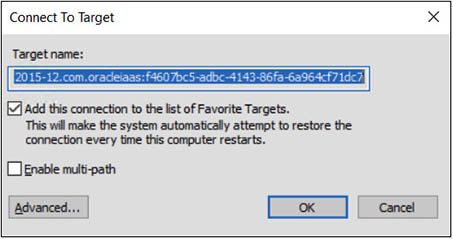 Connect To Target
Target name:
2015-12.com.oracleiaas:f4607bc5-adbc-4143-86fa-6a964cf71dc7
Add this connection to the list of Favorite Targets.
This will make the system automatically attempt to restore the
connection every time this computer restarts.
Enable multi-path
Advanced...
OK
Cancel